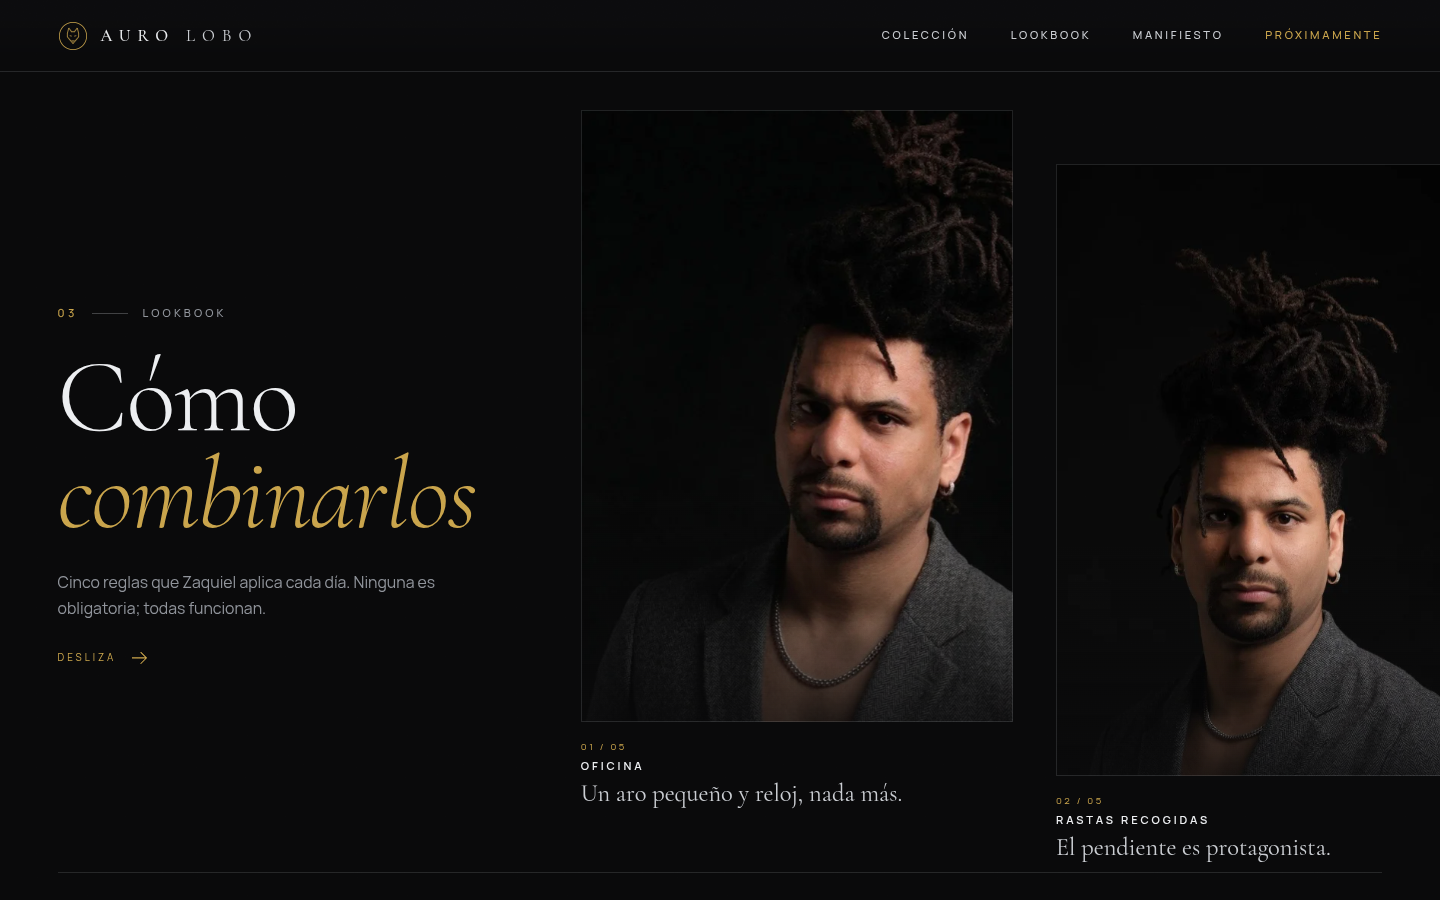 AURO LOBO
COLECCIÓN
LOOKBOOK
MANIFIESTO
PRÓXIMAMENTE
03
LOOKBOOK
Cómo
combinarlos
Cinco reglas que Zaquiel aplica cada día. Ninguna es
obligatoria; todas funcionan.
DESLIZA
01 / 05
OFICINA
Un aro pequeño y reloj, nada más.
02 / 05
RASTAS RECOGIDAS
El pendiente es protagonista.